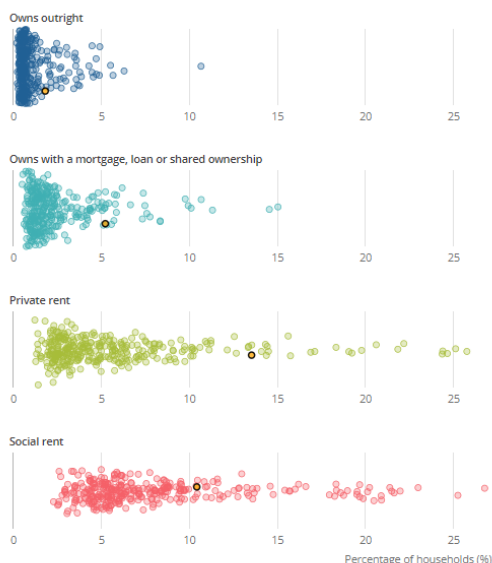 Owns outright
0 5 10 15 20 25
Owns with a mortgage, loan or shared ownership
0 5 10 15 20 25
Private rent
0 5 10 15 20 25
Social rent
0 5 10 15 20 25
Percentage of households (%)